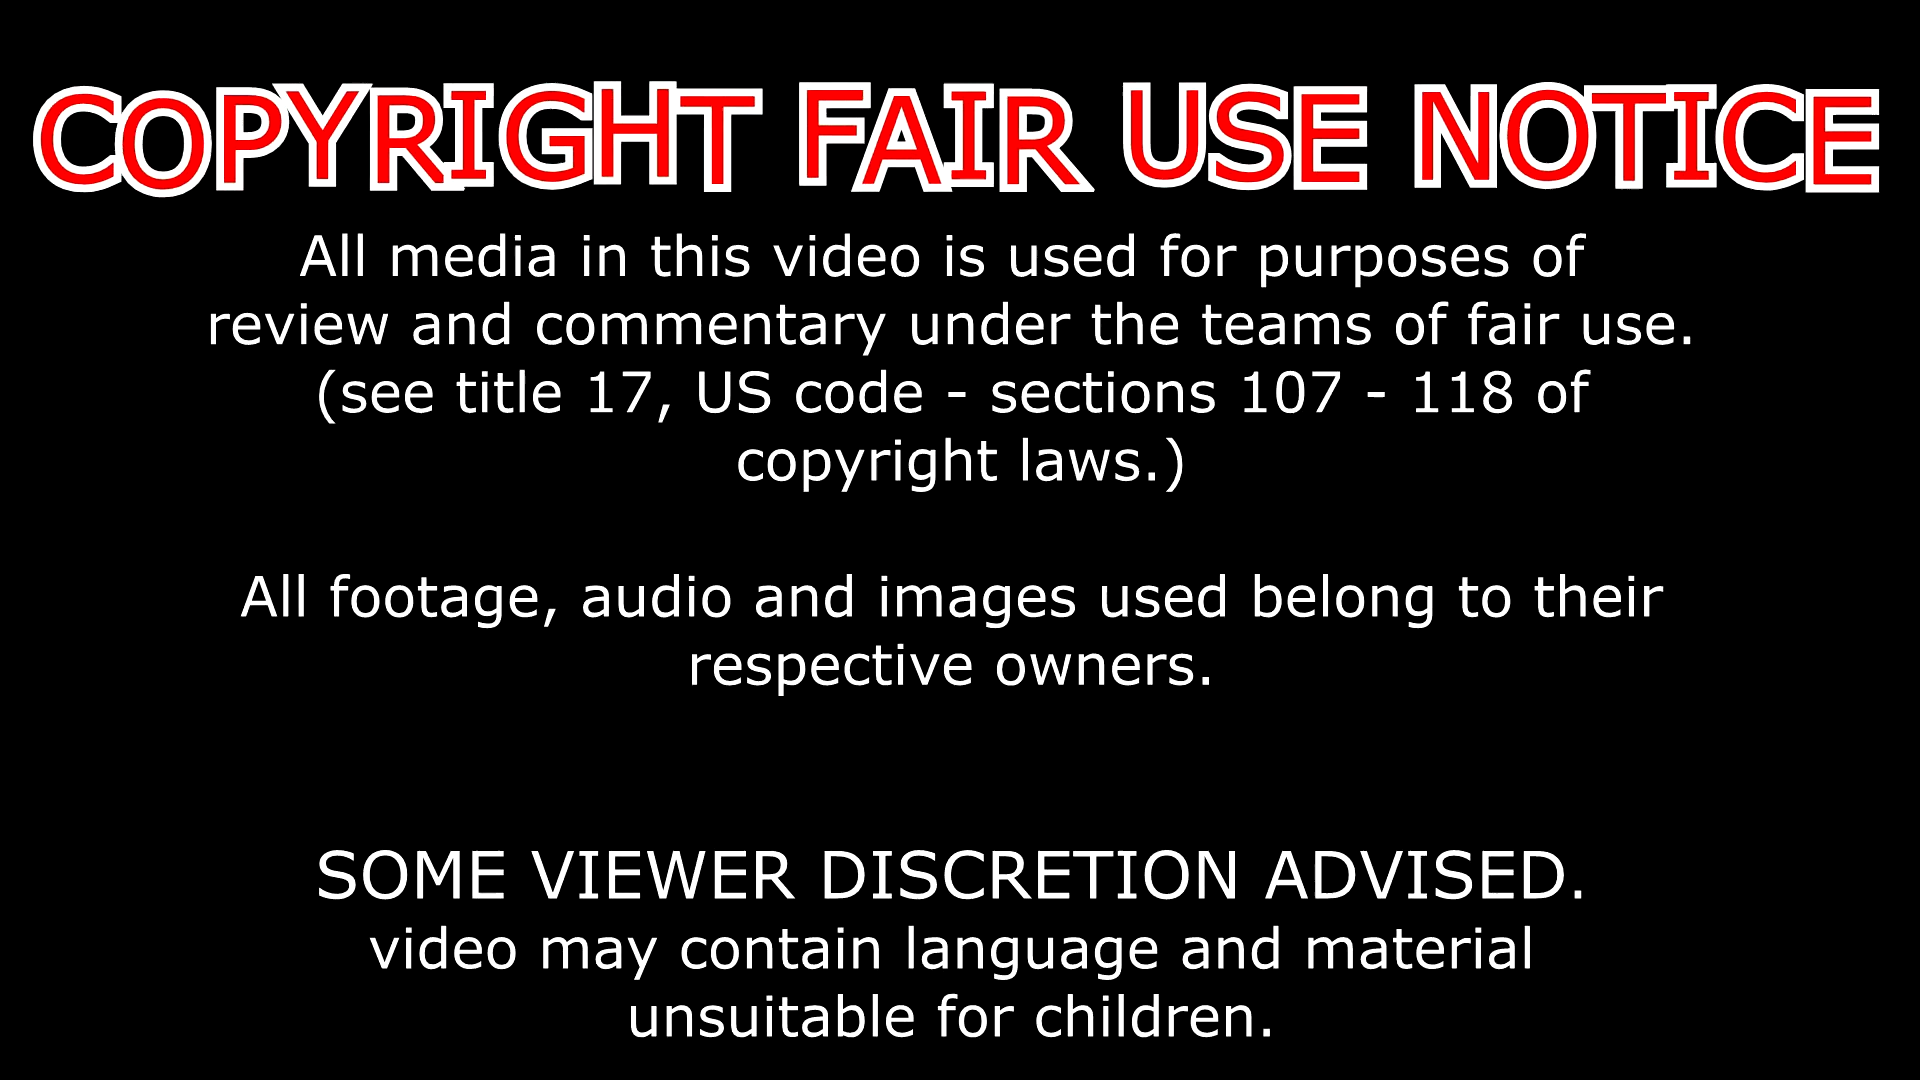 COPYRIGHT FAIR USE NOTICE
All media in this video is used for purposes of
review and commentary under the teams of fair use.
(see title 17, US code - sections 107 - 118 of
copyright laws.)
All footage, audio and images used belong to their
respective owners.
SOME VIEWER DISCRETION ADVISED.
video may contain language and material
unsuitable for children.